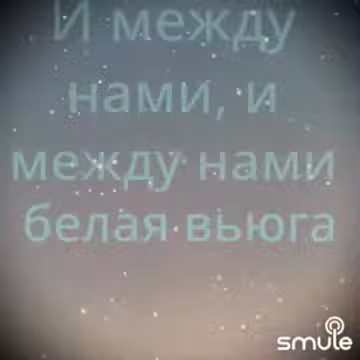 И между
нами, и
между нами
белая вьюга
smule